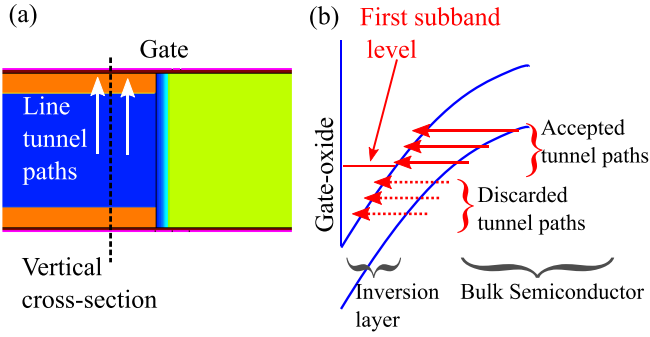 (a)
Gate
Line
tunnel
paths
Vertical
cross-section
(b)
First subband
level
Gate-oxide
Accepted
tunnel paths
Discarded
tunnel paths
Inversion
layer
Bulk Semiconductor